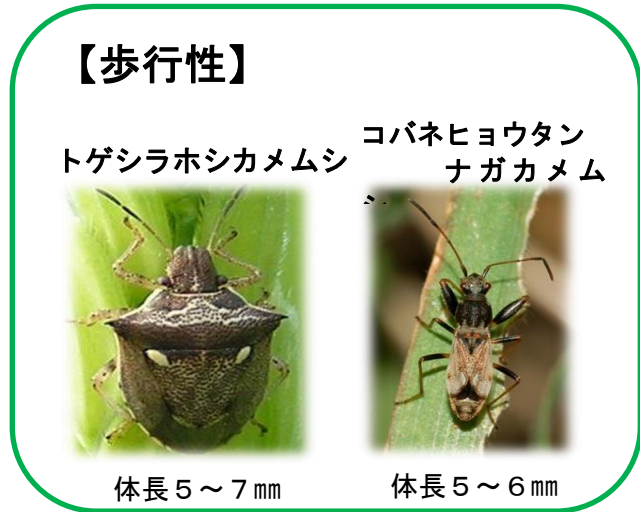 【歩行性】
トゲシラホシカメムシ
コバネヒョウタン
ナガカメム
体長５～７㎜
体長５～６㎜